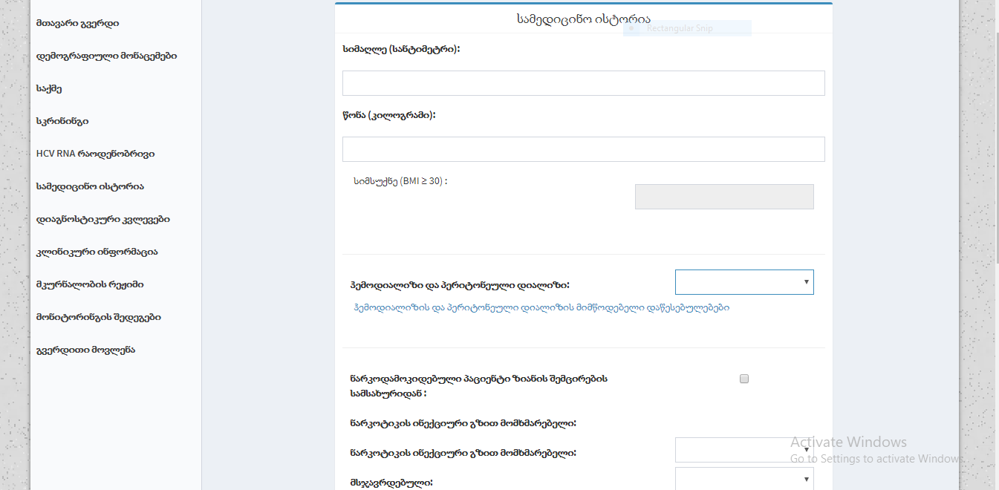 მთავარი გვერდი
დემოგრაფიული მონაცემები
საქმე
სკრინინგი
HCV RNA რაოდენობრივი
სამედიცინო ისტორია
დიაგნოსტიკური კვლევები
კლინიკური ინფორმაცია
მკურნალობის რეჟიმი
მონიტორინგის შედეგები
გვერდითი მოვლენა
სამედიცინო ისტორია
Rectangular Snip
სიმაღლე (სანტიმეტრი):
წონა (კილოგრამი):
სიმსუქნე (BMI ≥ 30) :
ჰემოდიალიზი და პერიტონეული დიალიზი:
ჰემოდიალიზის და პერიტონეული დიალიზის მიმწოდებელი დაწესებულებები
ნარკოდამოკიდებული პაციენტი ზიანის შემცირების
სამსახურიდან :
ნარკოტიკის ინექციური გზით მომხმარებელი:
ნარკოტიკის ინექციური გზით მომხმარებელი:
მსჯავრდებული:
Activate Windows
Go to Settings to activate Windows.